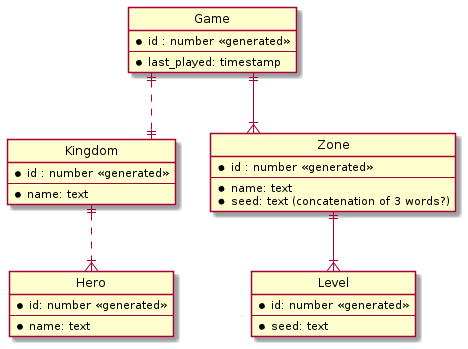 Game
id : number «generated»
last_played: timestamp
Kingdom
id : number «generated»
name: text
Zone
id : number «generated»
name: text
seed: text (concatenation of 3 words?)
Hero
id: number «generated»
name: text
Level
id: number «generated»
seed: text